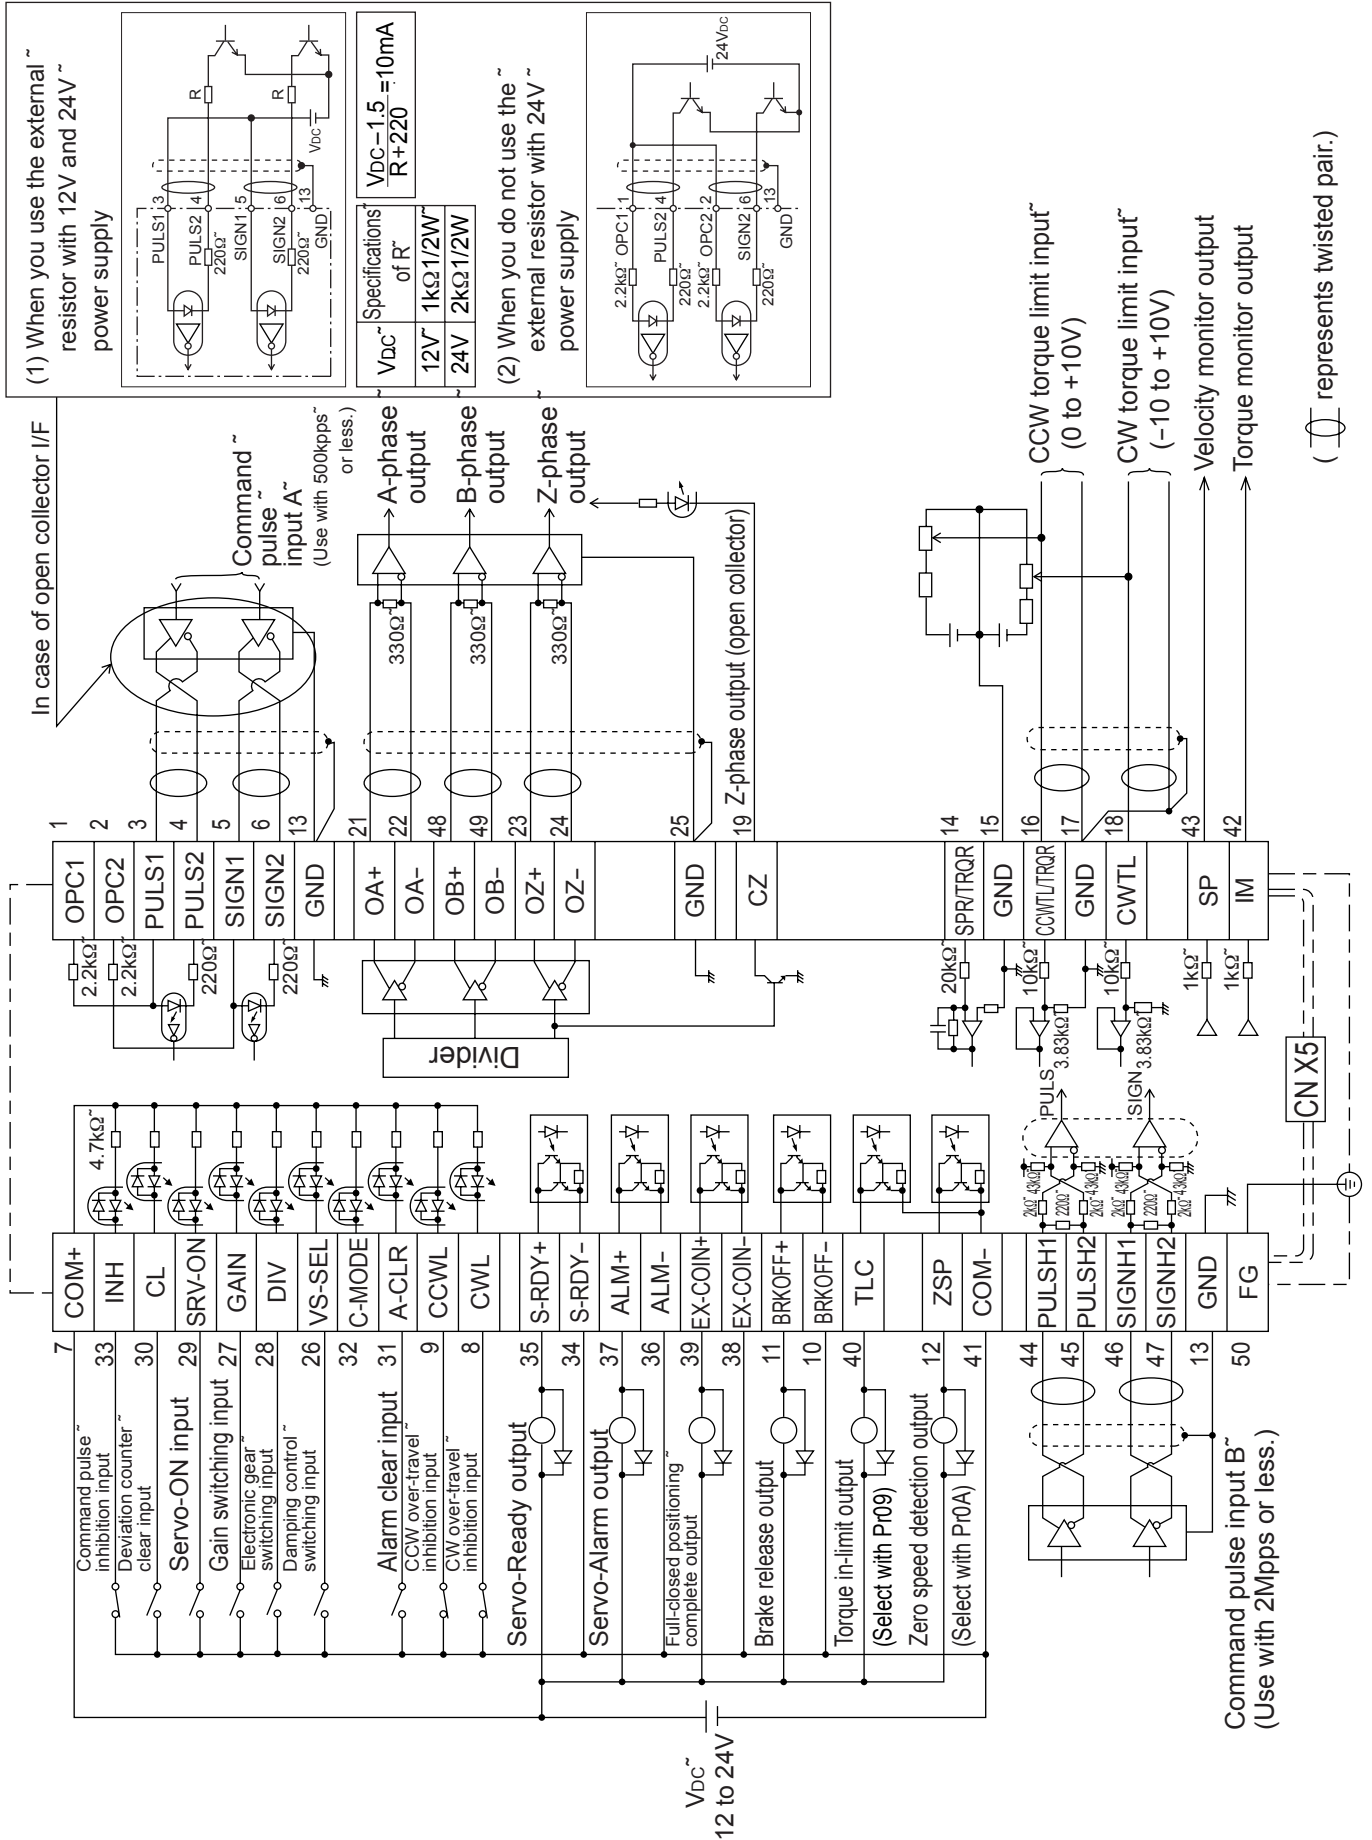 In case of open collector I/F
(1) When you use the external ~
resistor with 12V and 24V ~
power supply
PULS1 3
PULS2 4
220Ω~
SIGN1 5
SIGN2 6
220Ω~
GND 13
R
R
VDC
VDC~ Specifications~ of R~
12V~ 1kΩ1/2W~
24V 2kΩ1/2W
VDC−1.5
R+220
=10mA
(2) When you do not use the ~
external resistor with 24V ~
power supply
2.2kΩ~ OPC1 1
220Ω~ PULS2 4
2.2kΩ~ OPC2 2
220Ω~ SIGN2 6
GND 13
24VDC
Command ~
pulse ~
input A~
(Use with 500kpps~
or less.)
A-phase ~
output
B-phase ~
output
Z-phase ~
output
330Ω~
330Ω~
330Ω~
Z-phase output (open collector)
CCW torque limit input~
(0 to +10V)
CW torque limit input~
(−10 to +10V)
Velocity monitor output
Torque monitor output
( represents twisted pair.)
OPC1 1
OPC2 2
PULS1 3
PULS2 4
SIGN1 5
SIGN2 6
GND 13
OA+ 21
OA− 22
OB+ 48
OB− 49
OZ+ 23
OZ− 24
GND 25
CZ 19
SPR/TRQR 14
GND 15
CCWTL/TRQR 16
GND 17
CWTL 18
SP 43
IM 42
2.2kΩ~
2.2kΩ~
220Ω~
220Ω~
Divider
20kΩ~
10kΩ~
3.83kΩ~
10kΩ~
3.83kΩ~
1kΩ~
1kΩ~
4.7kΩ~
PULS
SIGN
2kΩ~ 43kΩ~
220Ω~
2kΩ~ 43kΩ~
2kΩ~ 43kΩ~
220Ω~
2kΩ~ 43kΩ~
CN X5
7 COM+
33 INH
30 CL
29 SRV-ON
27 GAIN
28 DIV
26 VS-SEL
32 C-MODE
31 A-CLR
9 CCWL
8 CWL
35 S-RDY+
34 S-RDY−
37 ALM+
36 ALM−
39 EX-COIN+
38 EX-COIN−
11 BRKOFF+
10 BRKOFF−
40 TLC
12 ZSP
41 COM−
44 PULSH1
45 PULSH2
46 SIGNH1
47 SIGNH2
13 GND
50 FG
Command pulse ~
inhibition input
Deviation counter ~
clear input
Servo-ON input
Gain switching input
Electronic gear ~
switching input
Damping control ~
switching input
Alarm clear input
CCW over-travel ~
inhibition input
CW over-travel ~
inhibition input
Servo-Ready output
Servo-Alarm output
Full-closed positioning ~
complete output
Brake release output
Torque in-limit output
(Select with Pr09)
Zero speed detection output
(Select with Pr0A)
VDC~
12 to 24V
Command pulse input B~
(Use with 2Mpps or less.)